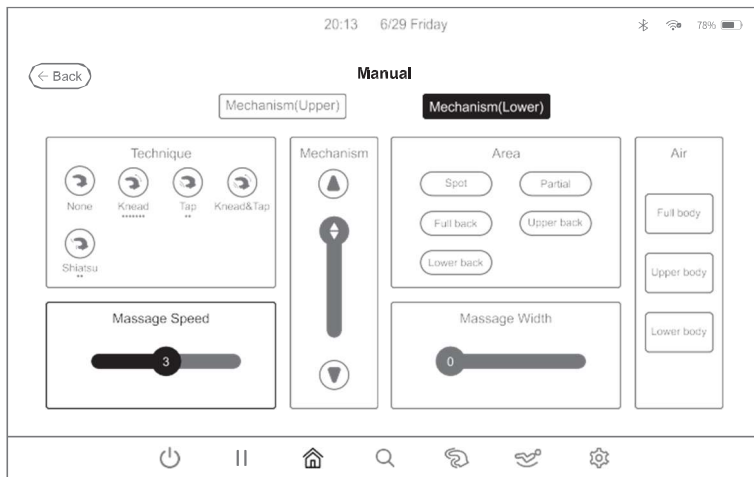 20:13 6/29 Friday 78%
← Back
Manual
Mechanism(Upper) Mechanism(Lower)
Technique
None Knead Tap Knead&Tap
Shiatsu
Mechanism
Area
Spot Partial
Full back Upper back
Lower back
Air
Full body
Upper body
Lower body
Massage Speed
3
Massage Width
0